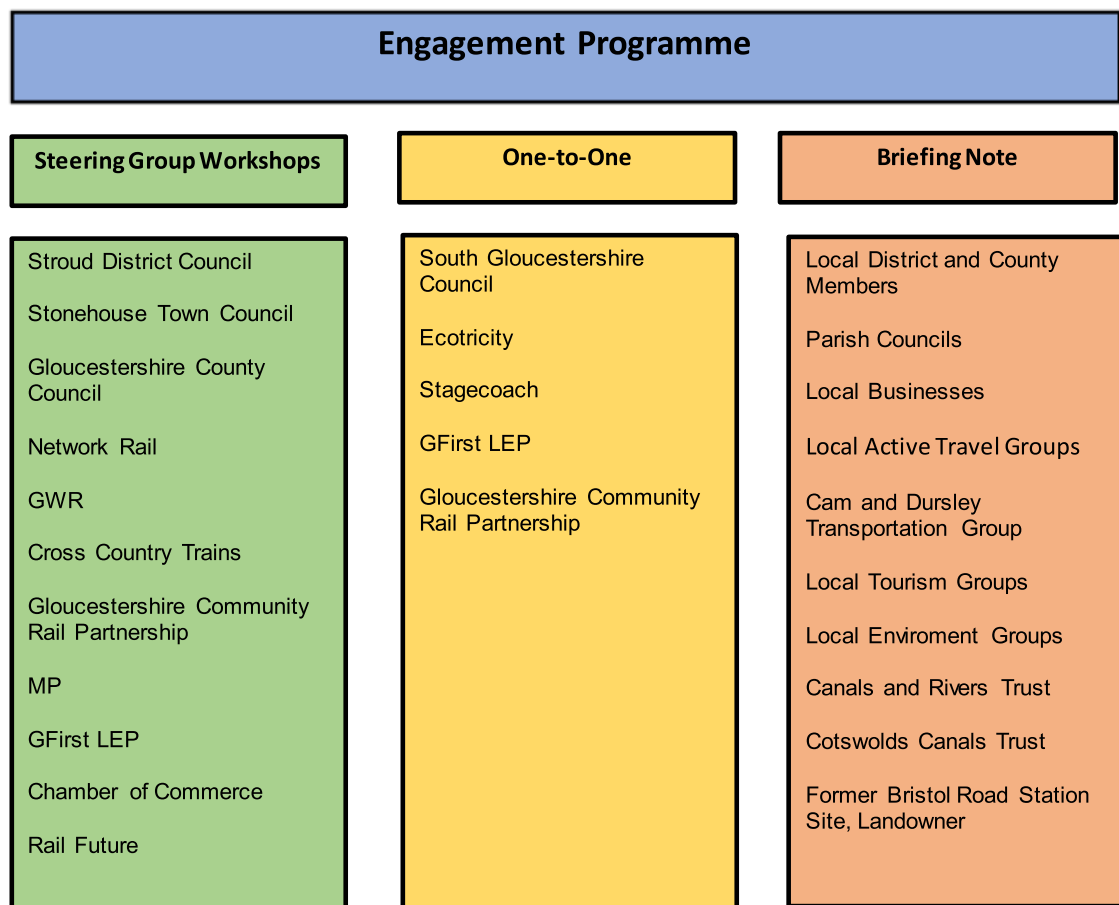 Engagement Programme
Steering Group Workshops
Stroud District Council
Stonehouse Town Council
Gloucestershire County
Council
Network Rail
GWR
Cross Country Trains
Gloucestershire Community
Rail Partnership
MP
GFirst LEP
Chamber of Commerce
Rail Future
One-to-One
South Gloucestershire
Council
Ecotricity
Stagecoach
GFirst LEP
Gloucestershire Community
Rail Partnership
Briefing Note
Local District and County
Members
Parish Councils
Local Businesses
Local Active Travel Groups
Cam and Dursley
Transportation Group
Local Tourism Groups
Local Enviroment Groups
Canals and Rivers Trust
Cotswolds Canals Trust
Former Bristol Road Station
Site, Landowner